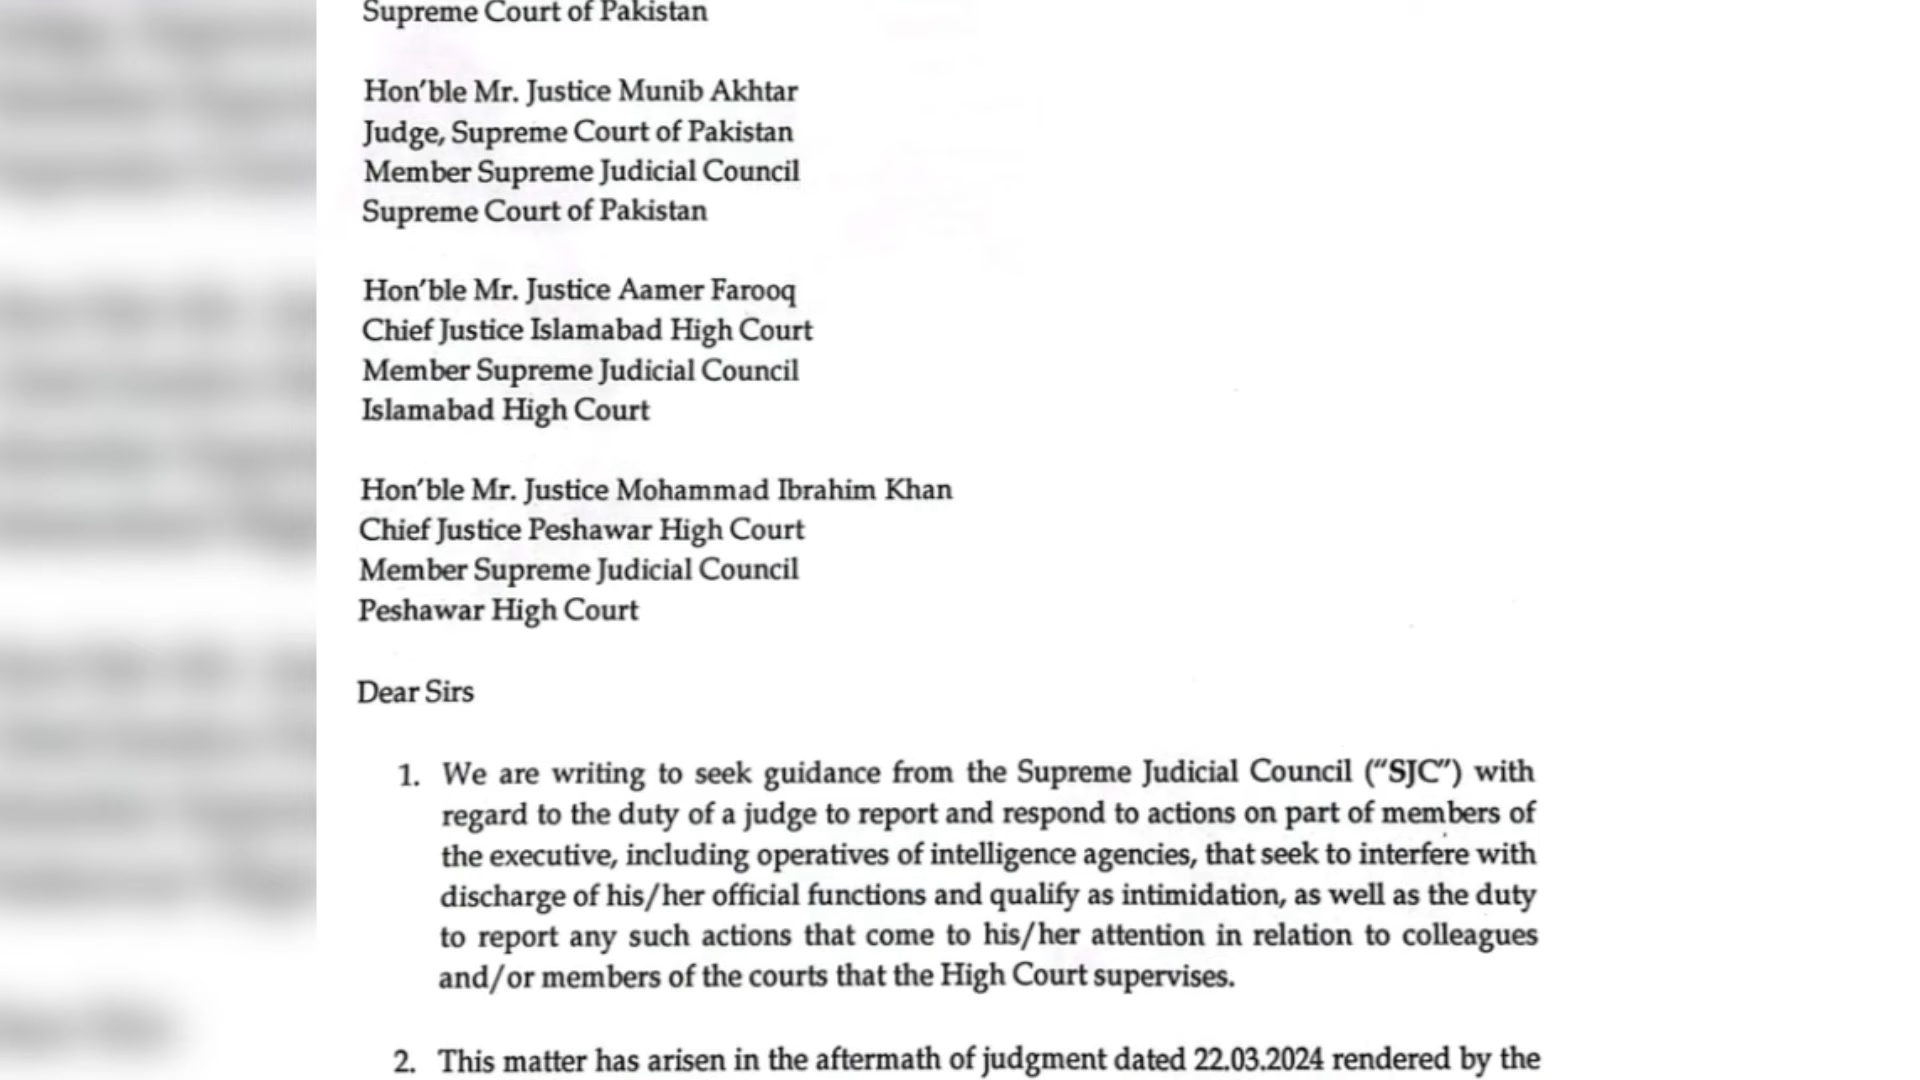 Supreme Court of Pakistan
Hon'ble Mr. Justice Munib Akhtar
Judge, Supreme Court of Pakistan
Member Supreme Judicial Council
Supreme Court of Pakistan
Hon'ble Mr. Justice Aamer Farooq
Chief Justice Islamabad High Court
Member Supreme Judicial Council
Islamabad High Court
Hon'ble Mr. Justice Mohammad Ibrahim Khan
Chief Justice Peshawar High Court
Member Supreme Judicial Council
Peshawar High Court
Dear Sirs
1. We are writing to seek guidance from the Supreme Judicial Council ("SJC") with
regard to the duty of a judge to report and respond to actions on part of members of
the executive, including operatives of intelligence agencies, that seek to interfere with
discharge of his/her official functions and qualify as intimidation, as well as the duty
to report any such actions that come to his/her attention in relation to colleagues
and/or members of the courts that the High Court supervises.
2. This matter has arisen in the aftermath of judgment dated 22.03.2024 rendered by the